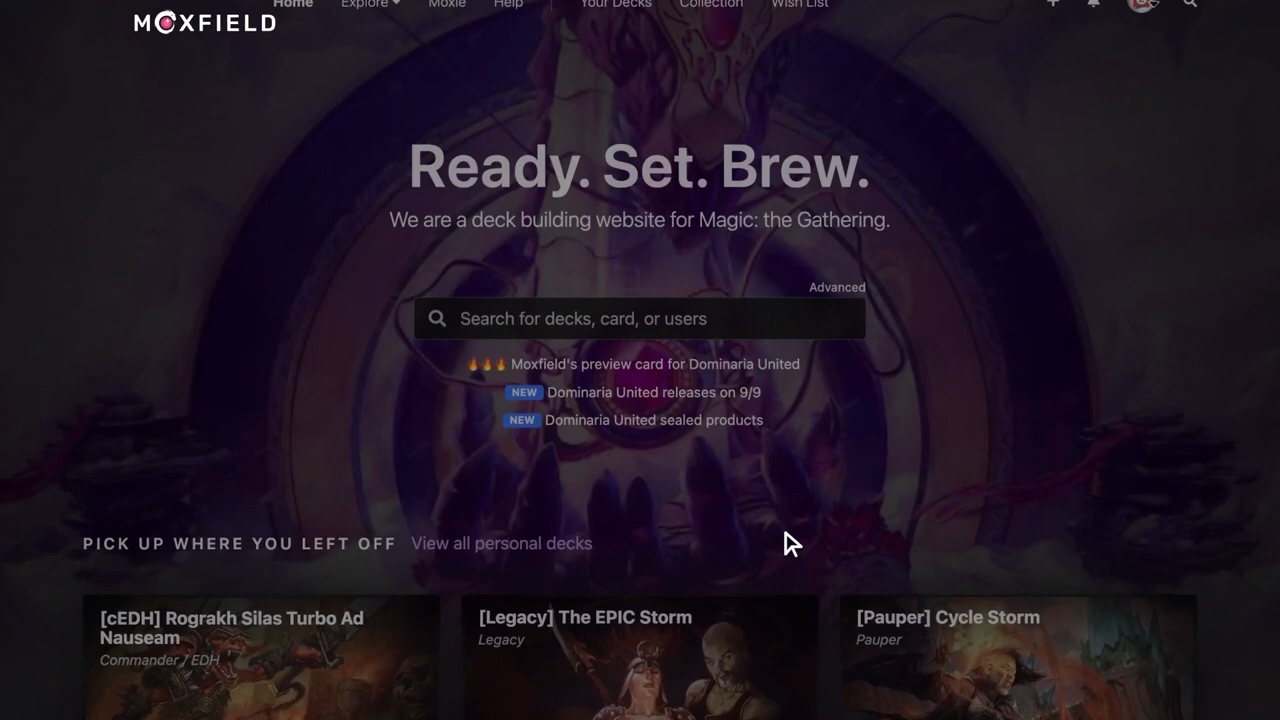 Home Explore Moxie Help Your Decks Collection Wish List
MOXFIELD
Ready. Set. Brew.
We are a deck building website for Magic: the Gathering.
Advanced
Search for decks, card, or users
🔥🔥🔥 Moxfield's preview card for Dominaria United
NEW Dominaria United releases on 9/9
NEW Dominaria United sealed products
PICK UP WHERE YOU LEFT OFF View all personal decks
[cEDH] Rograkh Silas Turbo Ad
Nauseam
Commander / EDH
[Legacy] The EPIC Storm
Legacy
[Pauper] Cycle Storm
Pauper